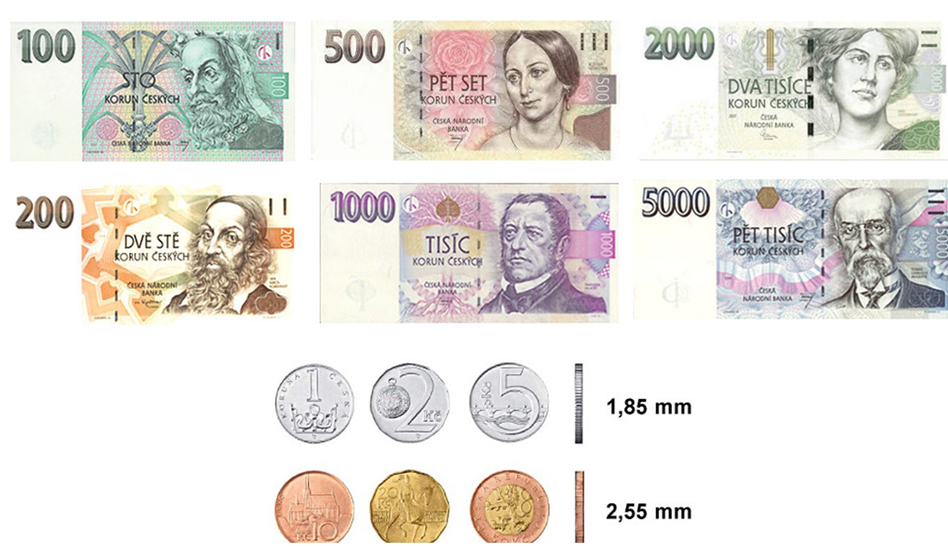 100
STO
KORUN ČESKÝCH
ČESKÁ NÁRODNÍ BANKA
100
500
PĚT SET
KORUN ČESKÝCH
ČESKÁ NÁRODNÍ
BANKA
500
2000
DVA TISÍCE
KORUN ČESKÝCH
ČESKÁ
NÁRODNÍ BANKA
200
DVĚ STĚ
KORUN ČESKÝCH
ČESKÁ NÁRODNÍ
BANKA
200
1000
TISÍC
KORUN ČESKÝCH
ČESKÁ NÁRODNÍ
BANKA
1000
5000
PĚT TISÍC
KORUN ČESKÝCH
ČESKÁ
NÁRODNÍ BANKA
1
KORUNA ČESKÁ
2 Kč
5 Kč
1,85 mm
Kč 10
20
Kč
2,55 mm